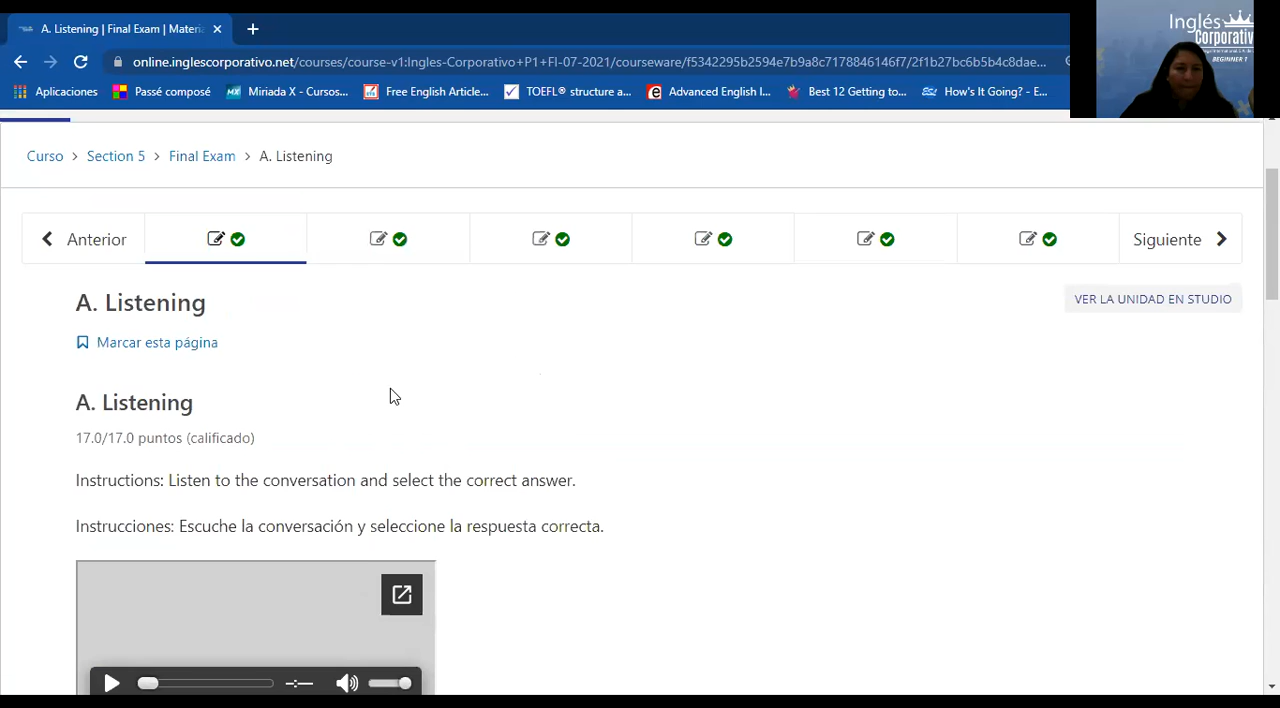 A. Listening | Final Exam | Materia
online.inglescorporativo.net/courses/course-v1:Ingles-Corporativo+P1+FI-07-2021/courseware/f5342295b2594e7b9a8c7178846146f7/2f1b27bc6b5b4c8dae...
Aplicaciones Passé composé Miriada X - Cursos... Free English Article... TOEFL® structure a... Advanced English I... Best 12 Getting to... How's It Going? - E...
Inglés
Corporativ
BEGINNER 1
Curso > Section 5 > Final Exam > A. Listening
Anterior
Siguiente
A. Listening
VER LA UNIDAD EN STUDIO
Marcar esta página
A. Listening
17.0/17.0 puntos (calificado)
Instructions: Listen to the conversation and select the correct answer.
Instrucciones: Escuche la conversación y seleccione la respuesta correcta.